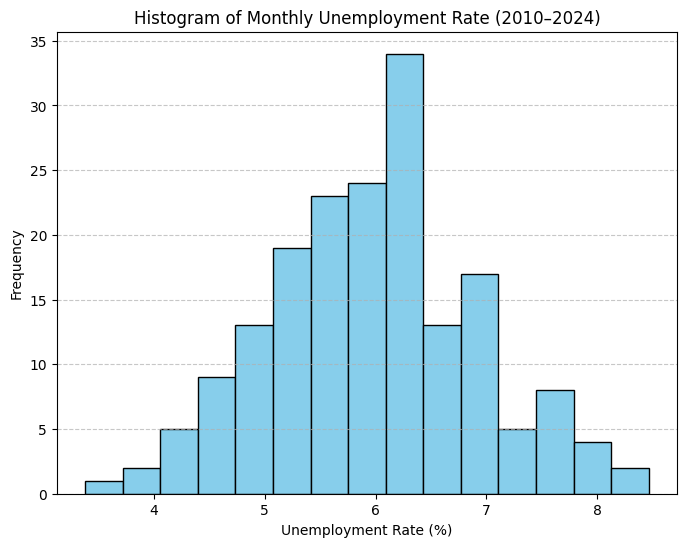 Histogram of Monthly Unemployment Rate (2010–2024)
35
30
25
20
15
10
5
0
Frequency
4 5 6 7 8
Unemployment Rate (%)